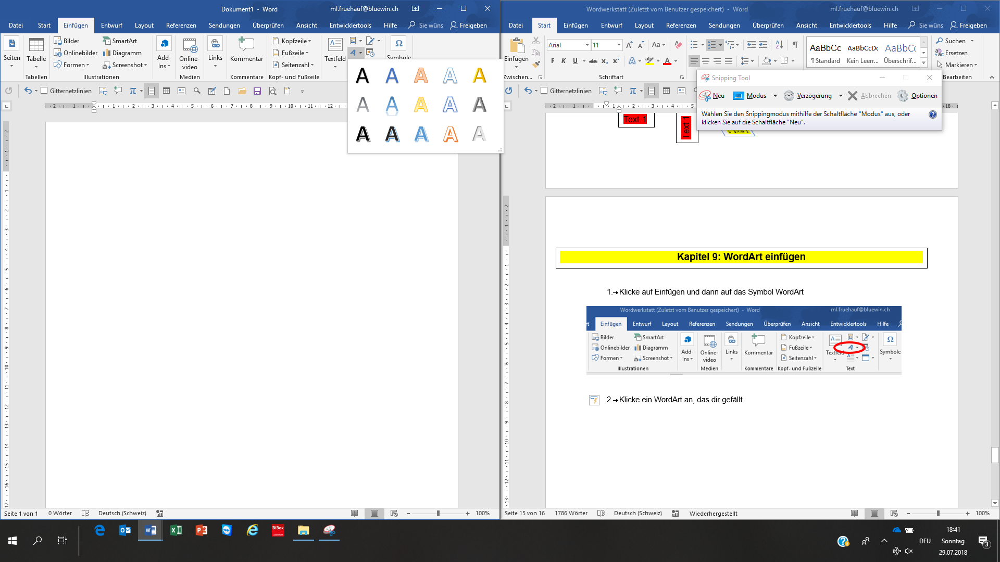 Dokument1 - Word
ml.fruehauf@bluewin.ch
Datei Start Einfügen Entwurf Layout Referenzen Sendungen Überprüfen Ansicht Entwicklertools Hilfe Sie wüns Freigeben
Seiten
Tabelle
Tabellen
Bilder
Onlinebilder
Formen
SmartArt
Diagramm
Screenshot
Illustrationen
Add-
Ins
Online-
video
Medien
Links
Kommentar
Kommentare
Kopfzeile
Fußzeile
Seitenzahl
Kopf- und Fußzeile
Textfeld
Symbole
Gitternetzlinien
A A A A A
A A A A A
A A A A A
Seite 1 von 1 0 Wörter Deutsch (Schweiz) 100%
Wordwerkstatt (Zuletzt vom Benutzer gespeichert) - Word
ml.fruehauf@bluewin.ch
Datei Start Einfügen Entwurf Layout Referenzen Sendungen Überprüfen Ansicht Entwicklertools Hilfe Sie wüns Freigeben
Einfügen
Zwischen...
Arial 11
F K U abc x₂ x²
Schriftart
AaBbCc AaBbCcDc AaBbCc
¶ Standard Kein Leerr... Überschrif...
Suchen
Ersetzen
Markieren
Bearbeiten
Gitternetzlinien
Snipping Tool
Neu Modus Verzögerung Abbrechen Optionen
Wählen Sie den Snippingmodus mithilfe der Schaltfläche "Modus" aus, oder
klicken Sie auf die Schaltfläche "Neu".
Text 1
Text 1
Text 1
Kapitel 9: WordArt einfügen
1.→Klicke auf Einfügen und dann auf das Symbol WordArt
Wordwerkstatt (Zuletzt vom Benutzer gespeichert) - Word
ml.fruehauf@bluewin.ch
rt Einfügen Entwurf Layout Referenzen Sendungen Überprüfen Ansicht Entwicklertools Hilfe
Bilder
Onlinebilder
Formen
SmartArt
Diagramm
Screenshot
Illustrationen
Add-
Ins
Online-
video
Medien
Links
Kommentar
Kommentare
Kopfzeile
Fußzeile
Seitenzahl
Kopf- und Fußzeile
Textfeld
Text
Symbole
2.→Klicke ein WordArt an, das dir gefällt
Seite 15 von 16 1786 Wörter Deutsch (Schweiz) Wiederhergestellt 100%
BiBox
DEU
18:41
Sonntag
29.07.2018
3